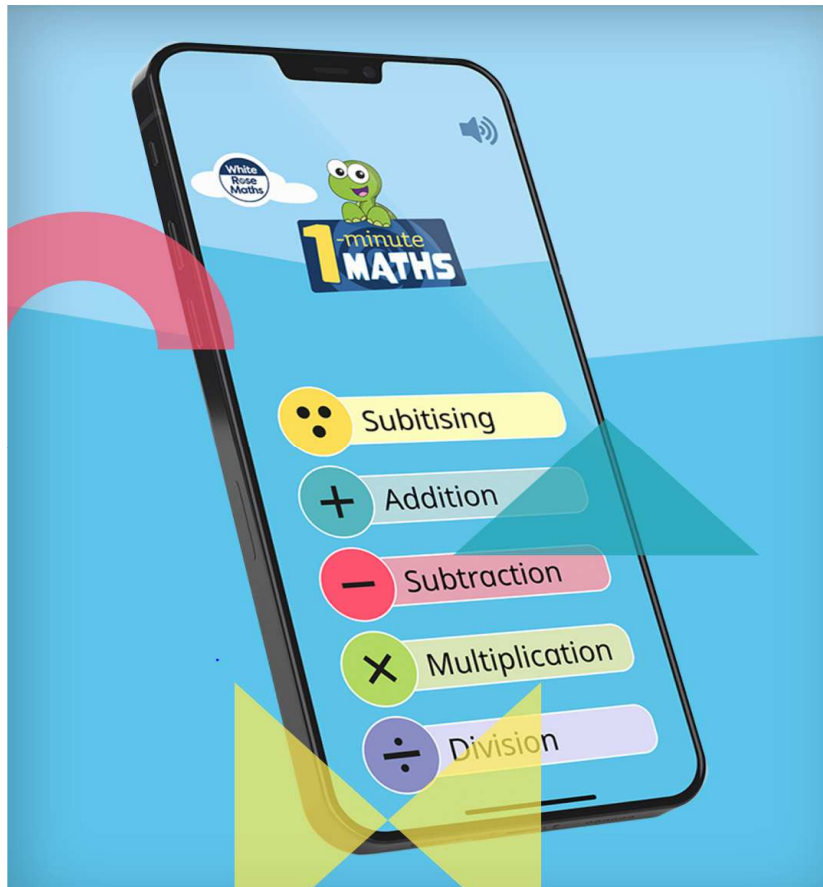 White
Rose
Maths
1-minute
MATHS
Subitising
Addition
Subtraction
Multiplication
Division